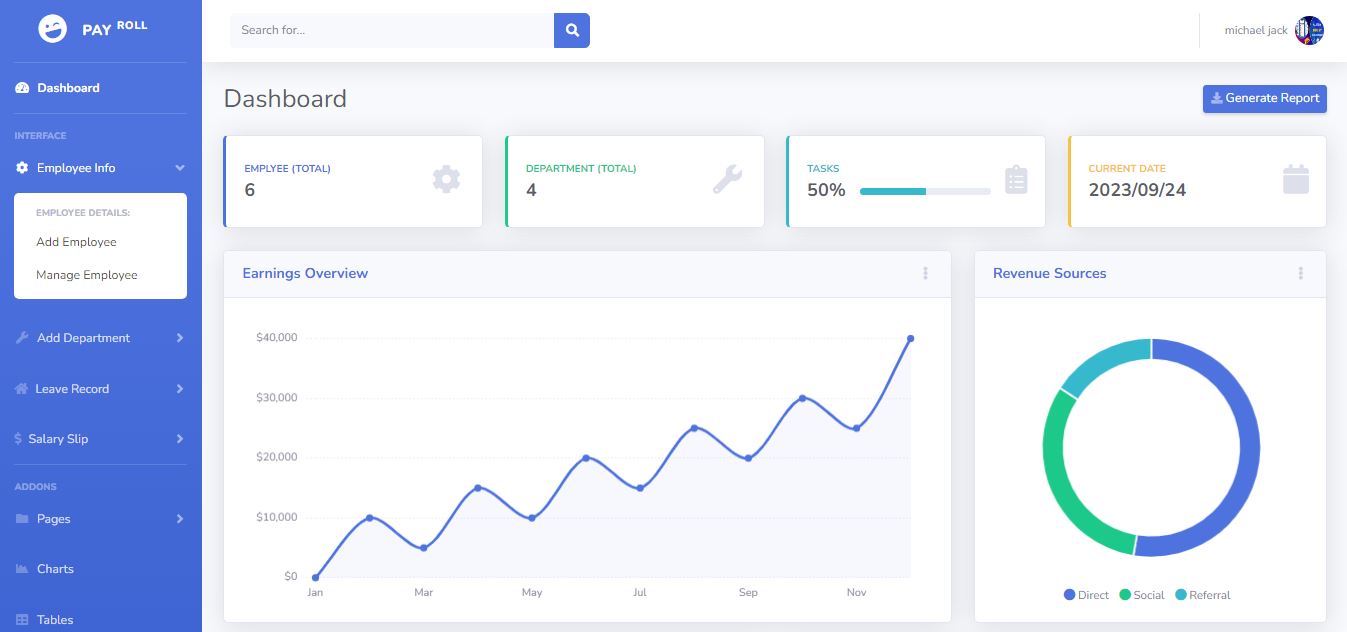 PAY ROLL
Dashboard
INTERFACE
Employee Info
EMPLOYEE DETAILS:
Add Employee
Manage Employee
Add Department
Leave Record
$ Salary Slip
ADDONS
Pages
Charts
Tables
Search for...
michael jack
Dashboard
Generate Report
EMPLYEE (TOTAL)
6
DEPARTMENT (TOTAL)
4
TASKS
50%
CURRENT DATE
2023/09/24
Earnings Overview
$40,000
$30,000
$20,000
$10,000
$0
Jan Mar May Jul Sep Nov
Revenue Sources
Direct Social Referral